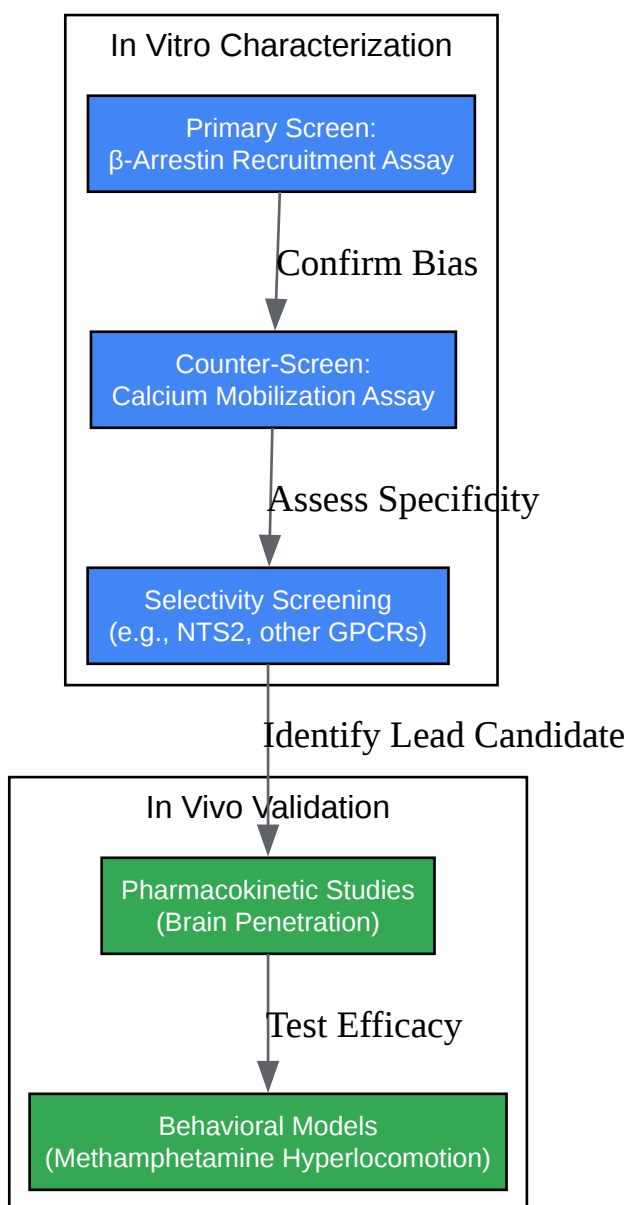 In Vitro Characterization
Primary Screen:
β-Arrestin Recruitment Assay
Confirm Bias
Counter-Screen:
Calcium Mobilization Assay
Assess Specificity
Selectivity Screening
(e.g., NTS2, other GPCRs)
Identify Lead Candidate
In Vivo Validation
Pharmacokinetic Studies
(Brain Penetration)
Test Efficacy
Behavioral Models
(Methamphetamine Hyperlocomotion)